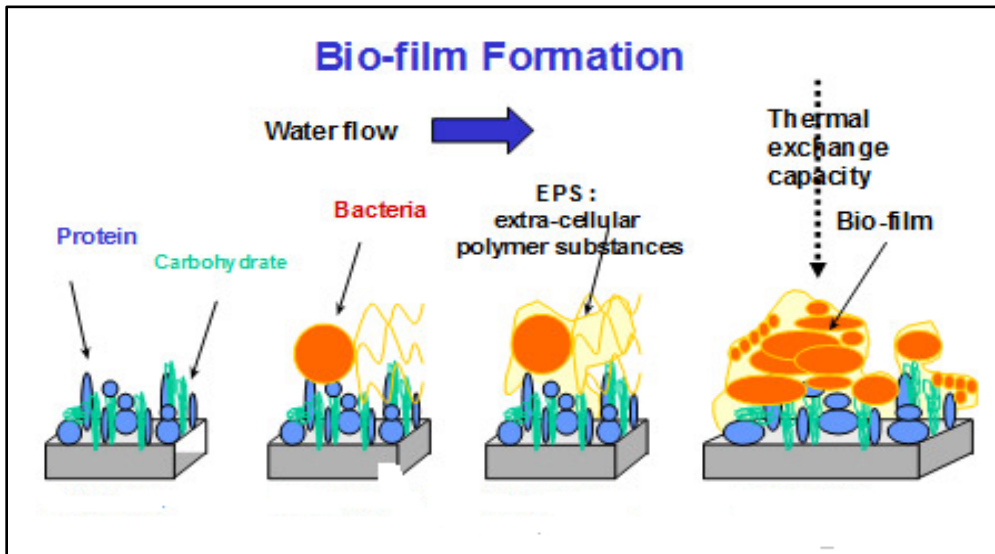 Bio-film Formation
Water flow
Thermal
exchange
capacity
EPS:
extra-cellular
polymer substances
Bacteria
Bio-film
Protein
Carbohydrate